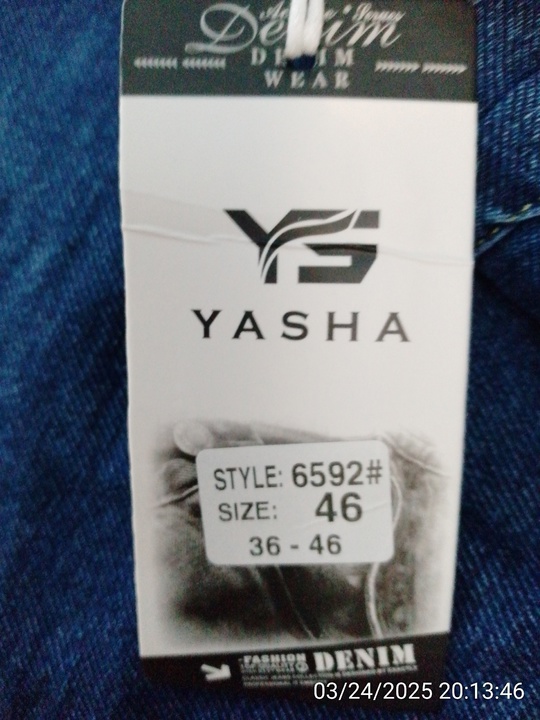 Denim
DENIM
WEAR
YS
YASHA
STYLE: 6592#
SIZE: 46
36 - 46
FASHION
DENIM
03/24/2025 20:13:46